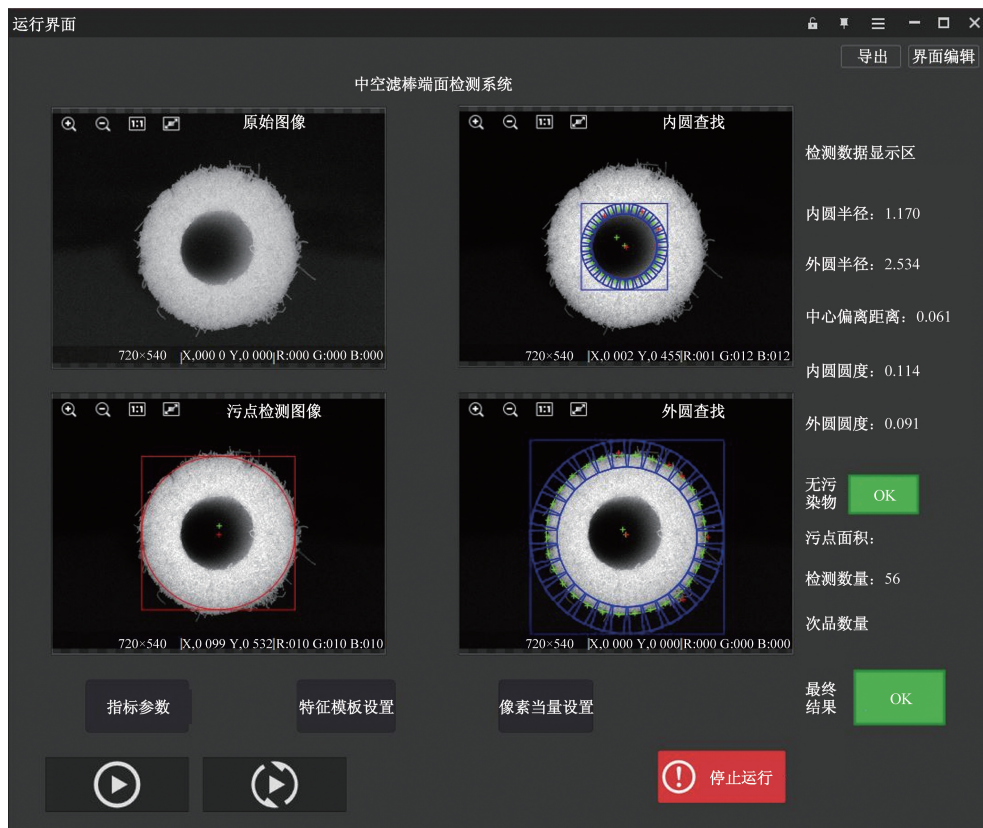 运行界面
导出 界面编辑
中空滤棒端面检测系统
1:1 原始图像
720×540 |X,000 0 Y,0 000|R:000 G:000 B:000
1:1 内圆查找
720×540 |X,0 002 Y,0 455|R:001 G:012 B:012
1:1 污点检测图像
720×540 |X,0 099 Y,0 532|R:010 G:010 B:010
1:1 外圆查找
720×540 |X,0 000 Y,0 000|R:000 G:000 B:000
检测数据显示区
内圆半径：1.170
外圆半径：2.534
中心偏离距离：0.061
内圆圆度：0.114
外圆圆度：0.091
无污
染物
OK
污点面积：
检测数量：56
次品数量
最终
结果
OK
指标参数
特征模板设置
像素当量设置
停止运行